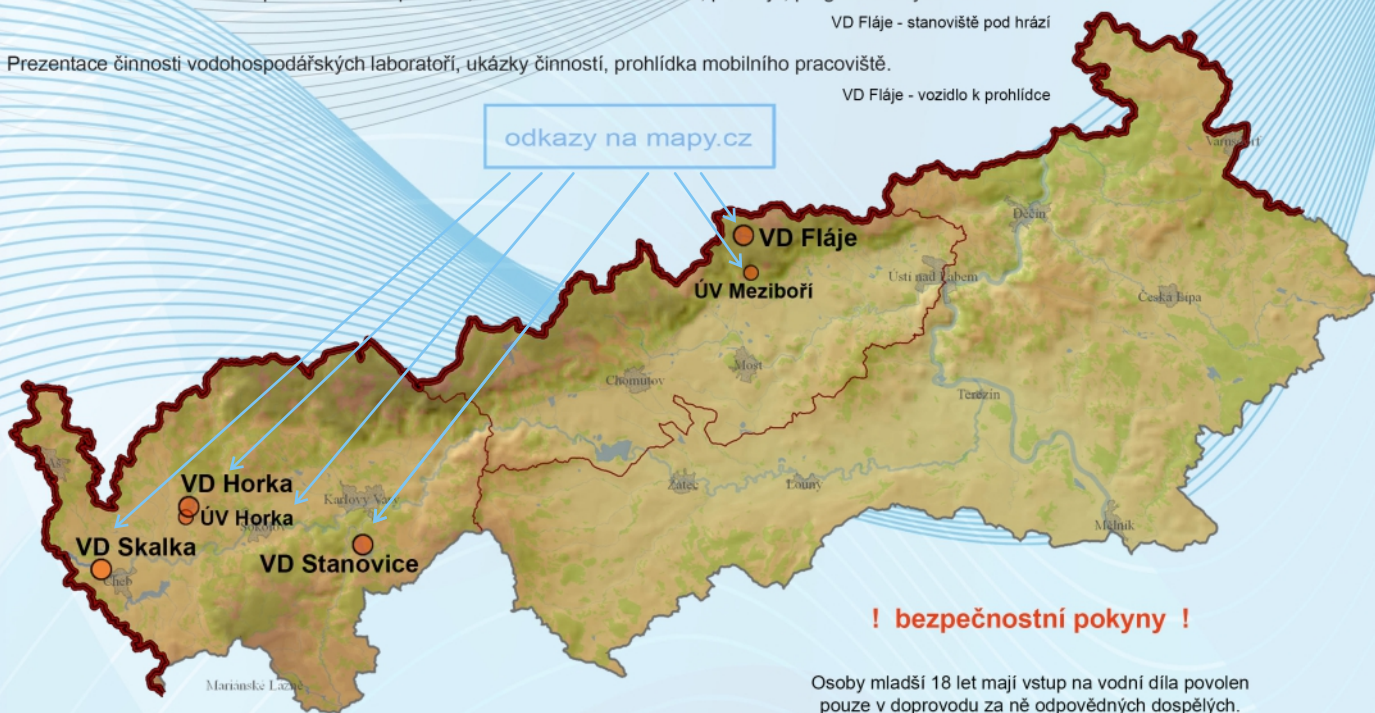 VD Fláje - stanoviště pod hrází
Prezentace činnosti vodohospodářských laboratoří, ukázky činností, prohlídka mobilního pracoviště.
VD Fláje - vozidlo k prohlídce
odkazy na mapy.cz
Varnsdorf
Děčín
VD Fláje
Ústí nad Labem
ÚV Meziboří
Česká Lípa
Most
Chomutov
Terezín
Aš
VD Horka
Žatec
Louny
Karlovy Vary
ÚV Horka
Sokolov
Mělník
VD Skalka
VD Stanovice
Cheb
! bezpečnostní pokyny !
Mariánské Lázně
Osoby mladší 18 let mají vstup na vodní díla povolen
pouze v doprovodu za ně odpovědných dospělých.